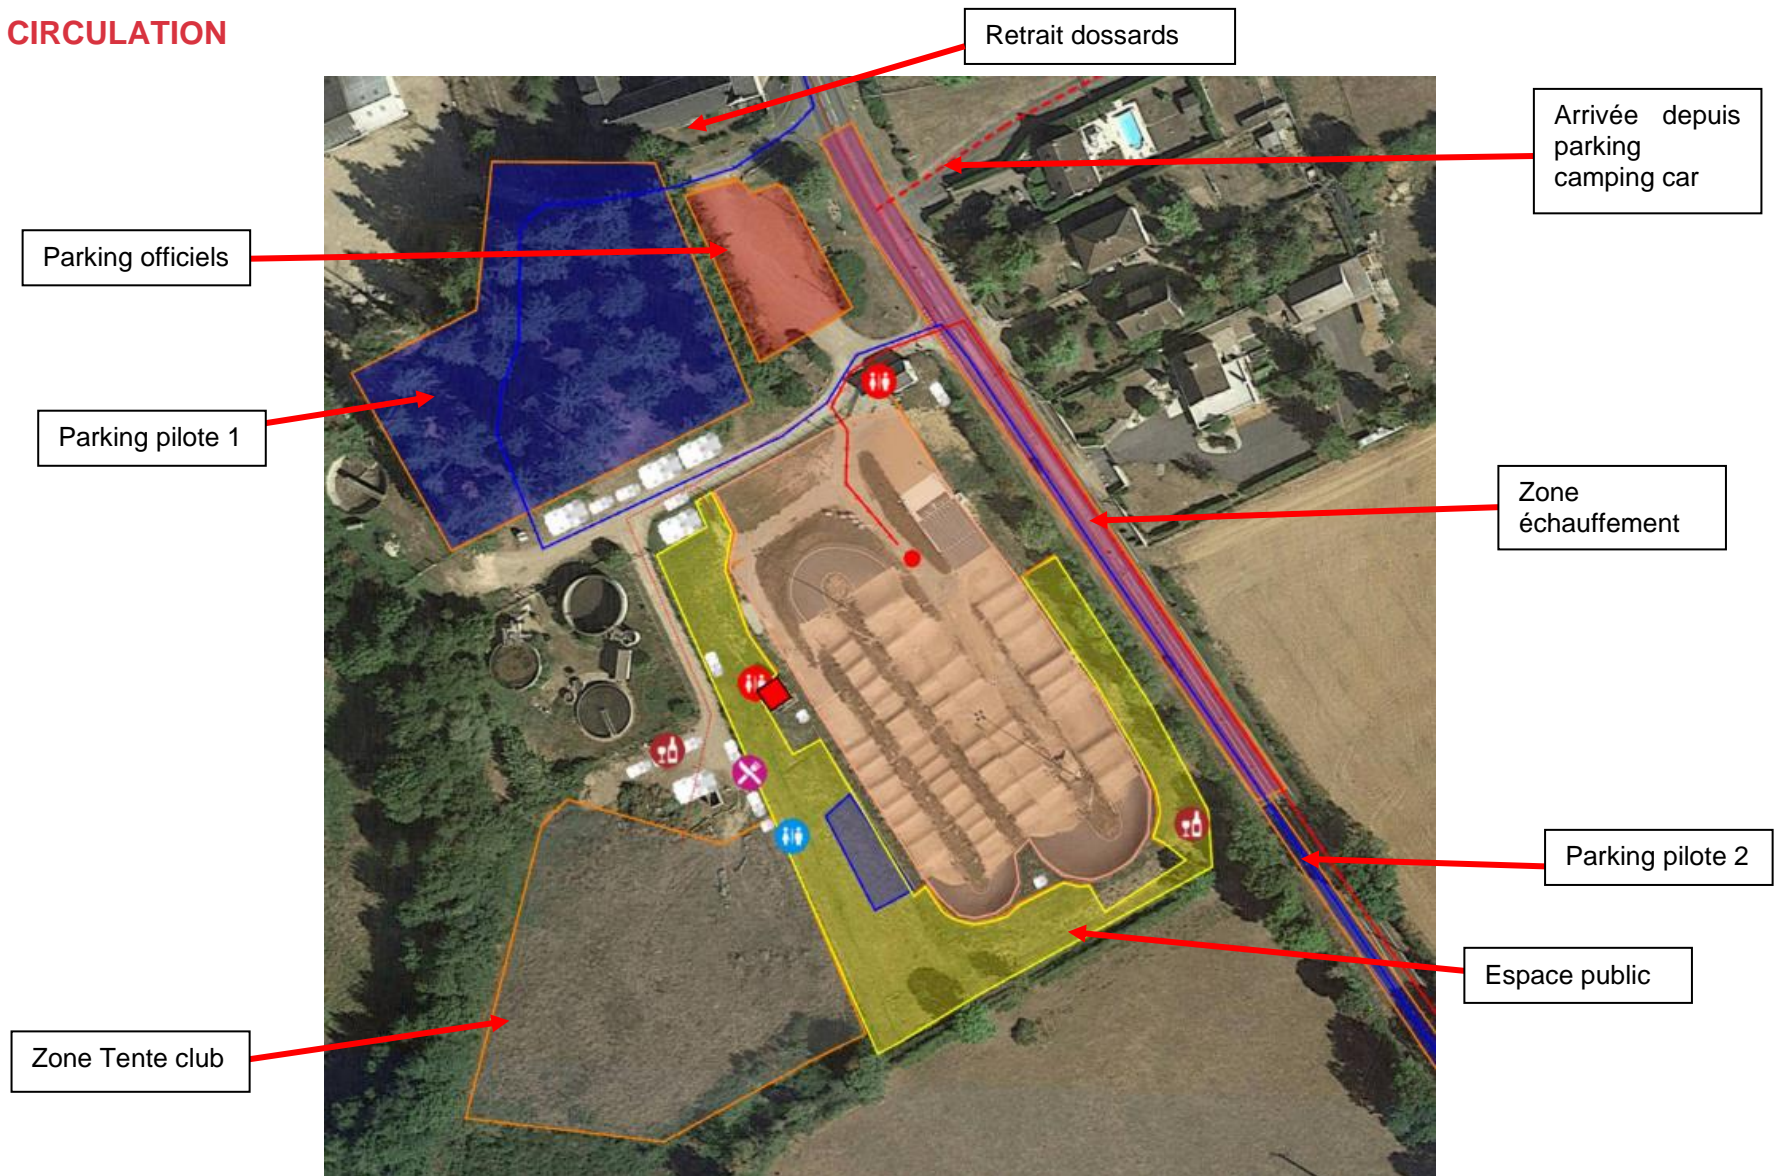 CIRCULATION
Retrait dossards
Arrivée depuis
parking
camping car
Parking officiels
Parking pilote 1
Zone
échauffement
Parking pilote 2
Espace public
Zone Tente club